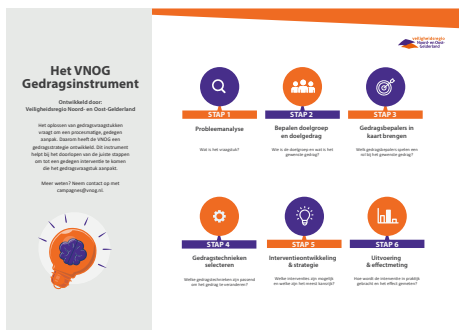 Het VNOG
Gedragsinstrument
Ontwikkeld door:
Veiligheidsregio Noord- en Oost-Gelderland
Het oplossen van gedragsvraagstukken
vraagt om een procesmatige, gedegen
aanpak. Daarom heeft de VNOG een
gedragsstrategie ontwikkeld. Dit instrument
helpt bij het doorlopen van de juiste stappen
om tot een gedegen interventie te komen
die het gedragsvraagstuk aanpakt.
Meer weten? Neem contact op met
campagnes@vnog.nl.
veiligheidsregio
Noord- en Oost-
Gelderland
STAP 1
Probleemanalyse
Wat is het vraagstuk?
STAP 2
Bepalen doelgroep
en doelgedrag
Wie is de doelgroep en wat is het
gewenste gedrag?
STAP 3
Gedragsbepalers in
kaart brengen
Welk gedragbepalers spelen een
rol bij het gewenste gedrag?
STAP 4
Gedragstechnieken
selecteren
Welke gedragstechnieken zijn passend
om het gedrag te veranderen?
STAP 5
Interventieontwikkeling
& strategie
Welke interventies zijn mogelijk
en welke zijn het meest kansrijk?
STAP 6
Uitvoering
& effectmeting
Hoe wordt de interventie in praktijk
gebracht en het effect gemeten?